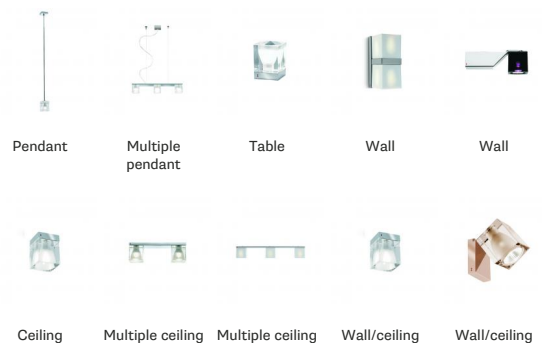 Pendant
Multiple
pendant
Table
Wall
Wall
Ceiling
Multiple ceiling
Multiple ceiling
Wall/ceiling
Wall/ceiling